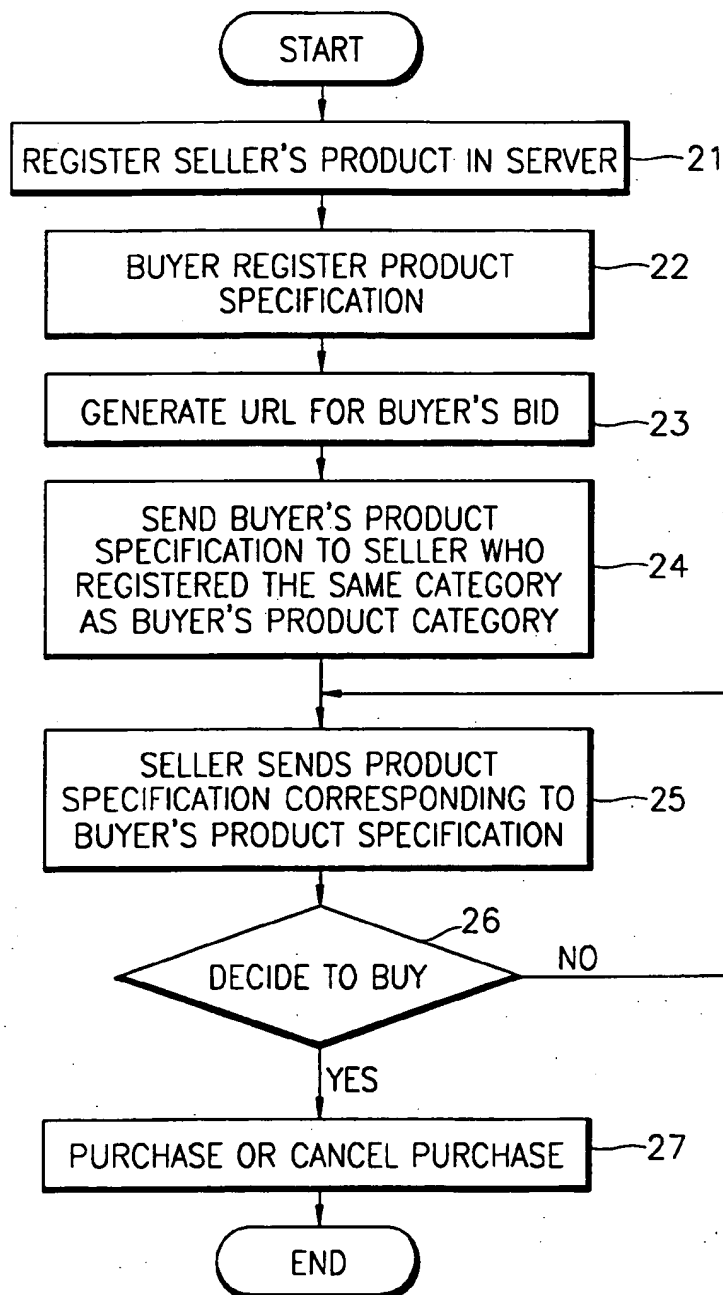 START
REGISTER SELLER'S PRODUCT IN SERVER
21
BUYER REGISTER PRODUCT
SPECIFICATION
22
GENERATE URL FOR BUYER'S BID
23
SEND BUYER'S PRODUCT
SPECIFICATION TO SELLER WHO
REGISTERED THE SAME CATEGORY
AS BUYER'S PRODUCT CATEGORY
24
SELLER SENDS PRODUCT
SPECIFICATION CORRESPONDING TO
BUYER'S PRODUCT SPECIFICATION
25
26
DECIDE TO BUY
NO
YES
PURCHASE OR CANCEL PURCHASE
27
END